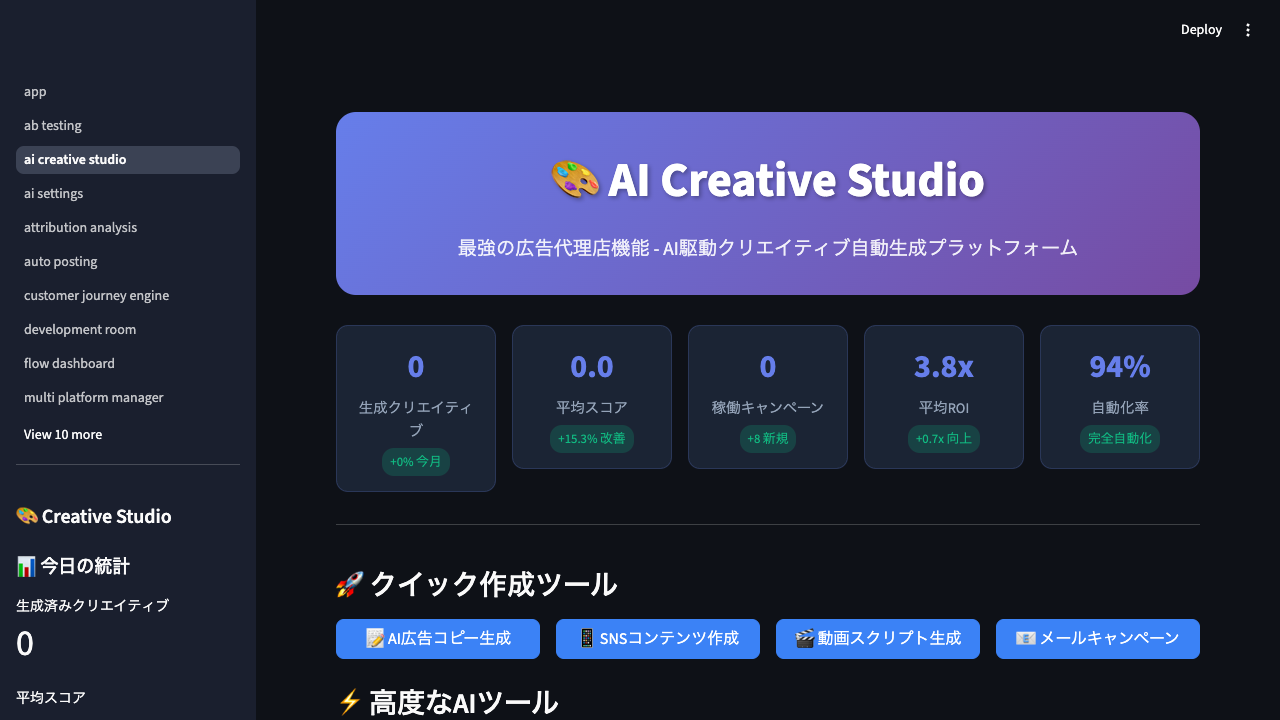 Deploy
app
ab testing
ai creative studio
ai settings
attribution analysis
auto posting
customer journey engine
development room
flow dashboard
multi platform manager
View 10 more
🎨 Creative Studio
📊 今日の統計
生成済みクリエイティブ
0
平均スコア
🎨 AI Creative Studio
最強の広告代理店機能 - AI駆動クリエイティブ自動生成プラットフォーム
0
生成クリエイティ
ブ
+0% 今月
0.0
平均スコア
+15.3% 改善
0
稼働キャンペーン
+8 新規
3.8x
平均ROI
+0.7x 向上
94%
自動化率
完全自動化
🚀 クイック作成ツール
📝 AI広告コピー生成
📱 SNSコンテンツ作成
🎬 動画スクリプト生成
📧 メールキャンペーン
⚡ 高度なAIツール